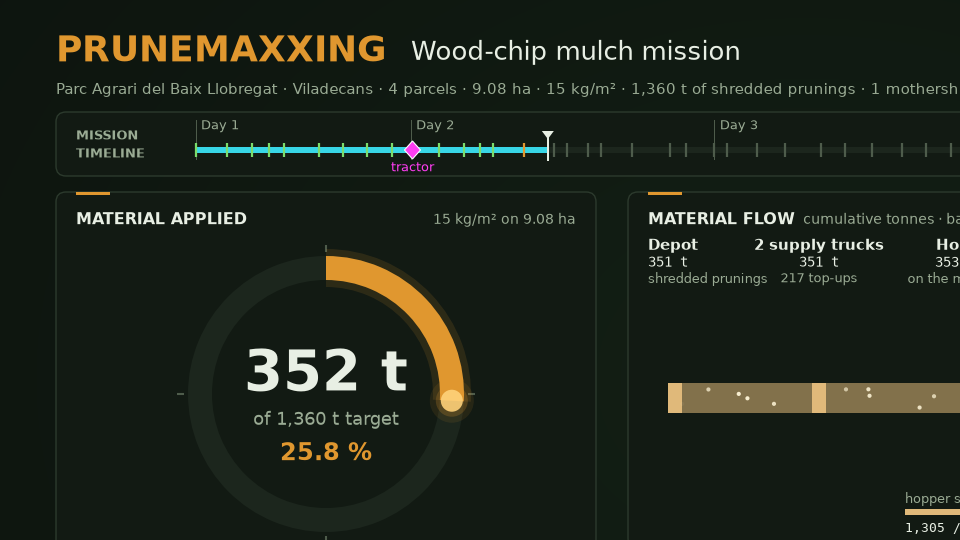 PRUNEMAXXING Wood-chip mulch mission
Parc Agrari del Baix Llobregat · Viladecans · 4 parcels · 9.08 ha · 15 kg/m² · 1,360 t of shredded prunings · 1 mothersh
MISSION TIMELINE
Day 1 Day 2 Day 3
tractor
MATERIAL APPLIED 15 kg/m² on 9.08 ha
352 t
of 1,360 t target
25.8 %
MATERIAL FLOW cumulative tonnes · ba
Depot 2 supply trucks Ho
351 t 351 t 353
shredded prunings 217 top-ups on the m
hopper s
1,305 /